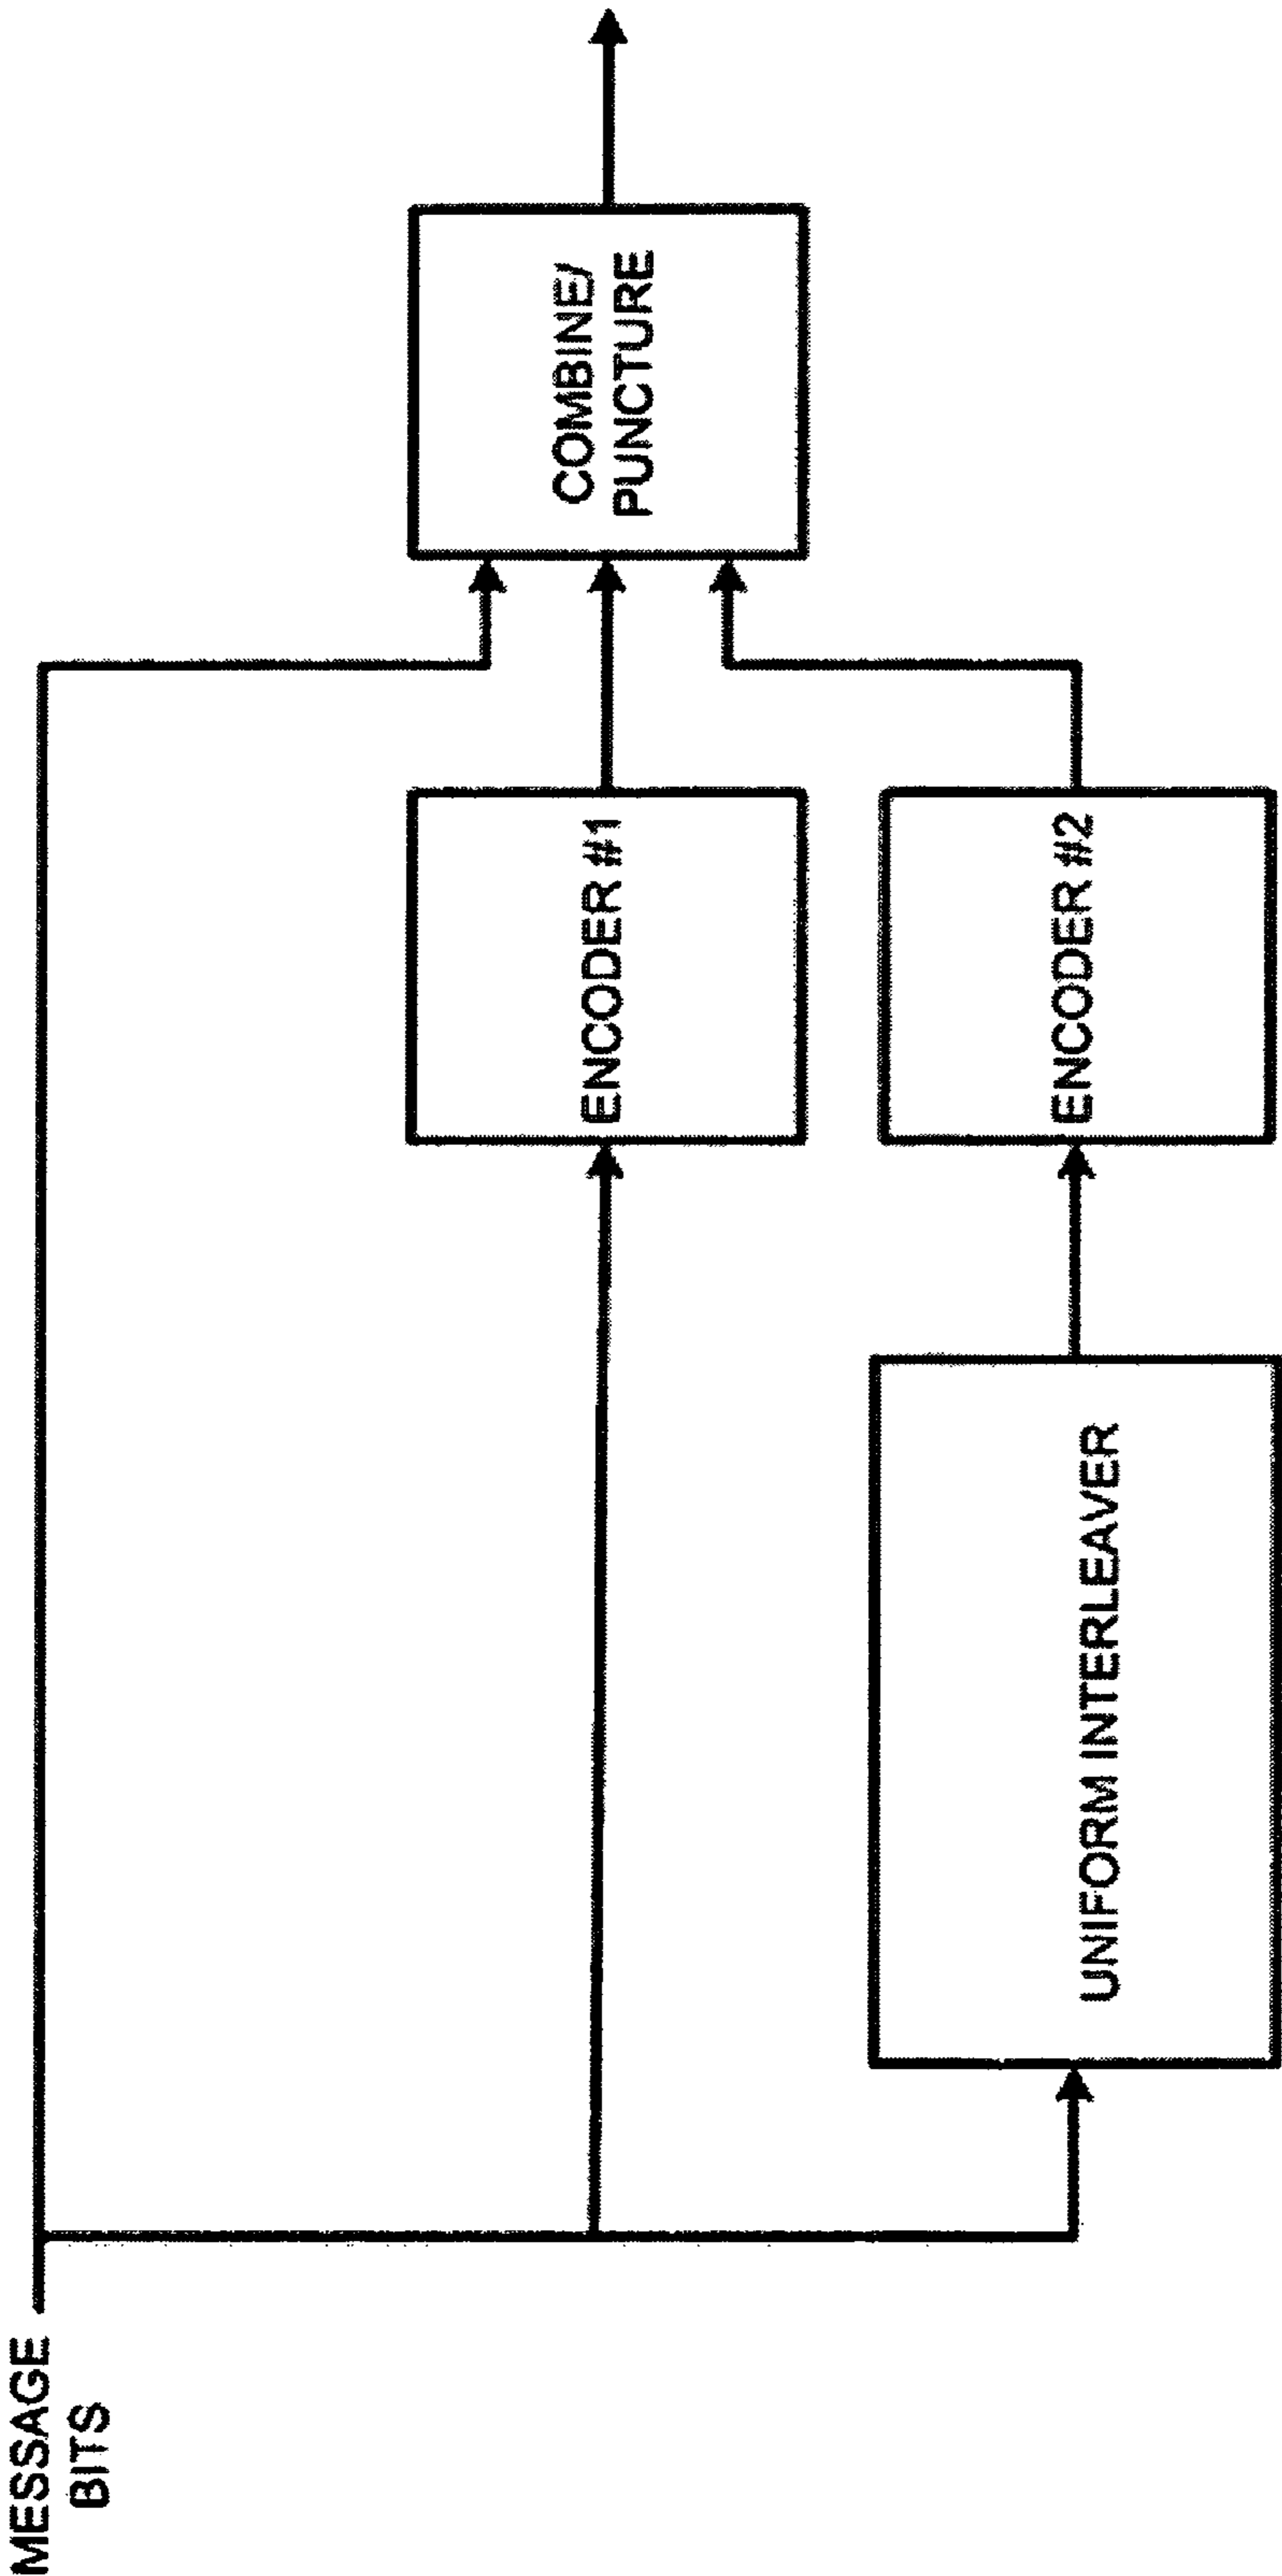 MESSAGE
BITS
ENCODER #1
UNIFORM INTERLEAVER
ENCODER #2
COMBINE/
PUNCTURE